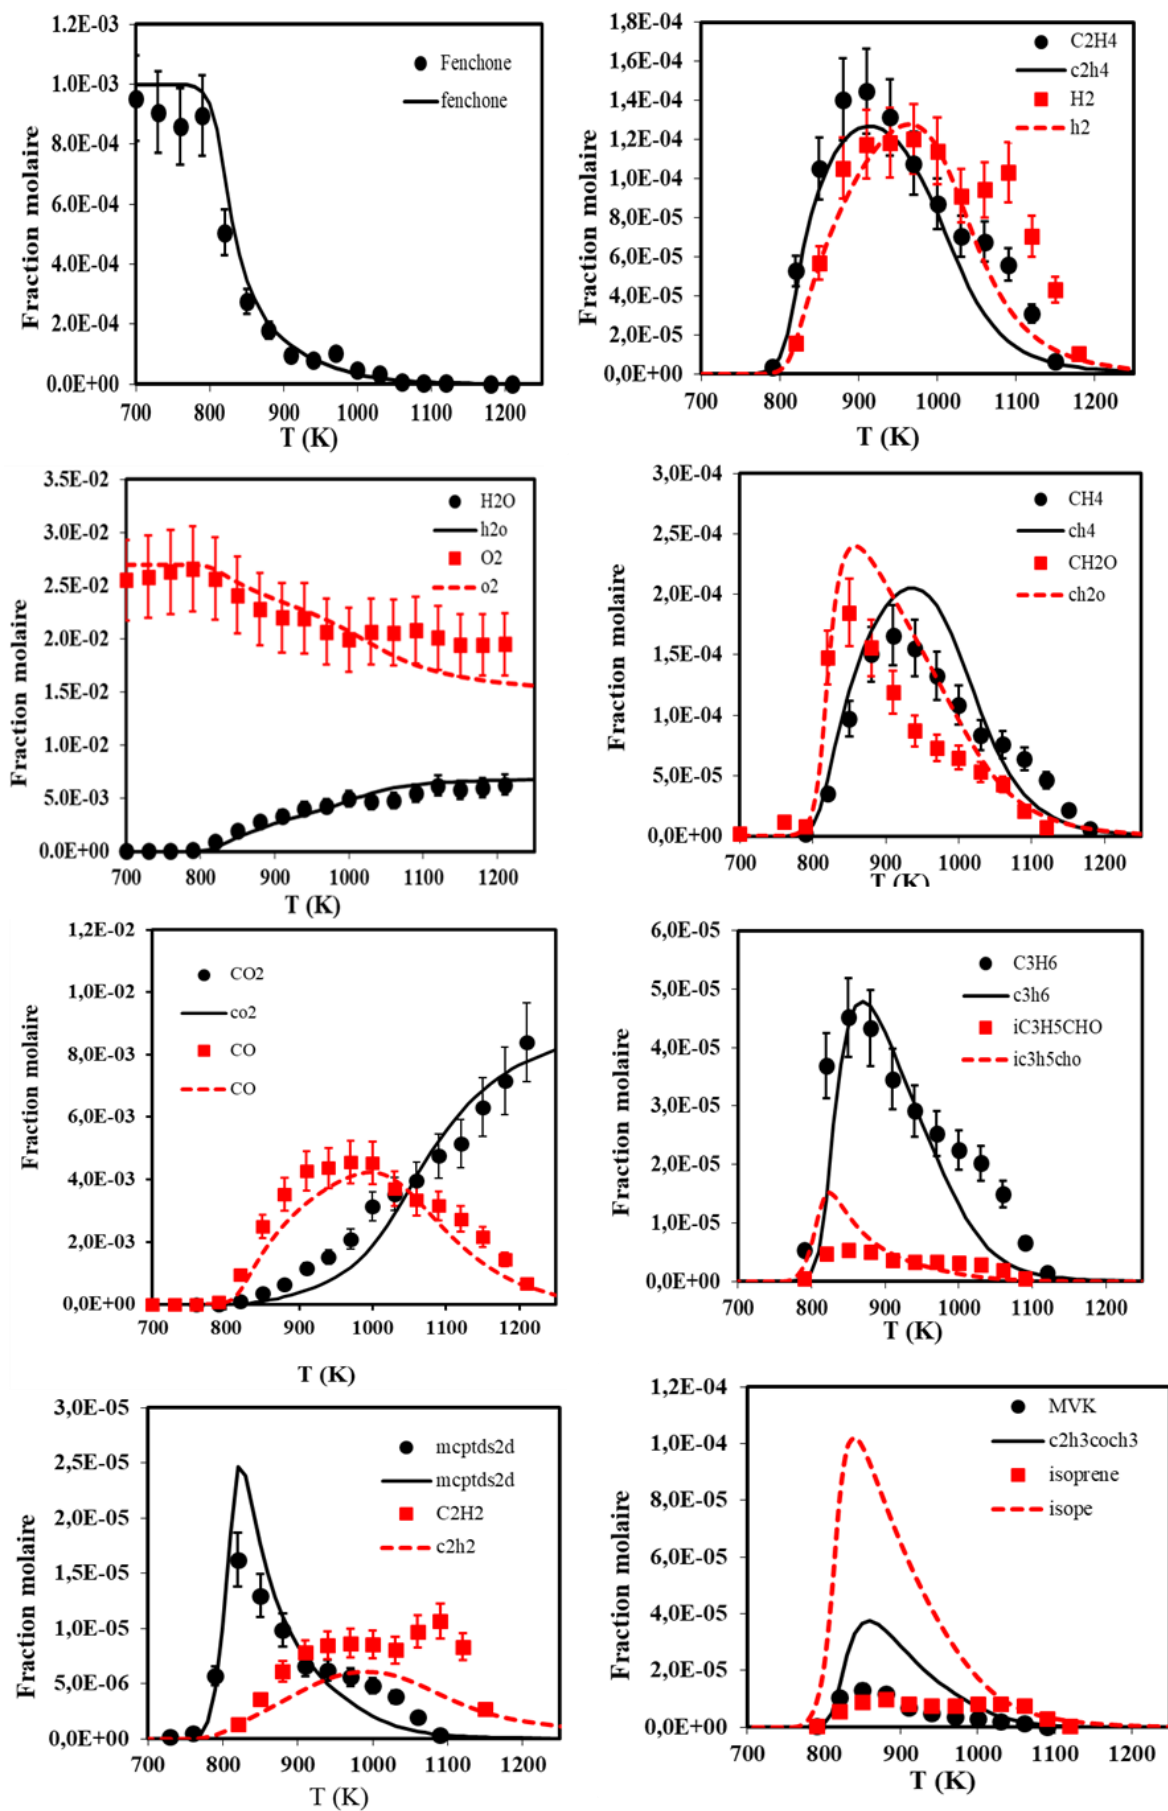 1.2E-03
1.0E-03
8.0E-04
6.0E-04
4.0E-04
2.0E-04
0.0E+00
Fraction molaire
Fenchone
fenchone
700 800 900 1000 1100 1200
T (K)
1,8E-04
1,6E-04
1,4E-04
1,2E-04
1,0E-04
8,0E-05
6,0E-05
4,0E-05
2,0E-05
0,0E+00
Fraction molaire
C2H4
c2h4
H2
h2
700 800 900 1000 1100 1200
T (K)
3.5E-02
3.0E-02
2.5E-02
2.0E-02
1.5E-02
1.0E-02
5.0E-03
0.0E+00
Fraction molaire
H2O
h2o
O2
o2
700 800 900 1000 1100 1200
T (K)
3,0E-04
2,5E-04
2,0E-04
1,5E-04
1,0E-04
5,0E-05
0,0E+00
Fraction molaire
CH4
ch4
CH2O
ch2o
700 800 900 1000 1100 1200
T (K)
1,2E-02
1,0E-02
8,0E-03
6,0E-03
4,0E-03
2,0E-03
0,0E+00
Fraction molaire
CO2
co2
CO
CO
700 800 900 1000 1100 1200
T (K)
6,0E-05
5,0E-05
4,0E-05
3,0E-05
2,0E-05
1,0E-05
0,0E+00
Fraction molaire
C3H6
c3h6
iC3H5CHO
ic3h5cho
700 800 900 1000 1100 1200
T (K)
3,0E-05
2,5E-05
2,0E-05
1,5E-05
1,0E-05
5,0E-06
0,0E+00
Fraction molaire
mcptds2d
mcptds2d
C2H2
c2h2
700 800 900 1000 1100 1200
T (K)
1,2E-04
1,0E-04
8,0E-05
6,0E-05
4,0E-05
2,0E-05
0,0E+00
Fraction molaire
MVK
c2h3coch3
isoprene
isope
700 800 900 1000 1100 1200
T (K)